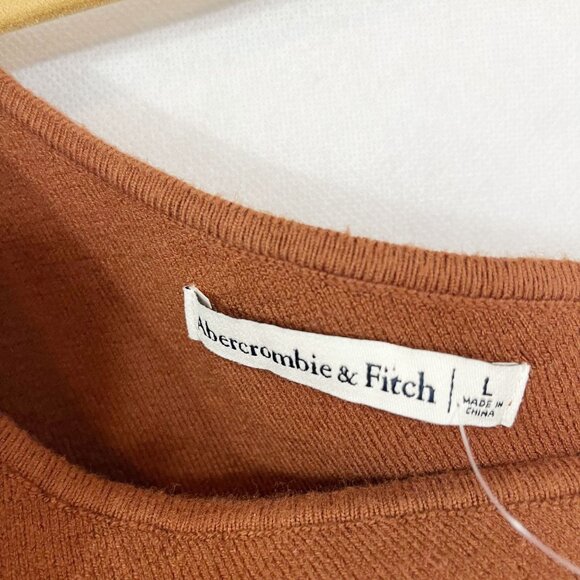 Abercrombie & Fitch
L
MADE IN
CHINA